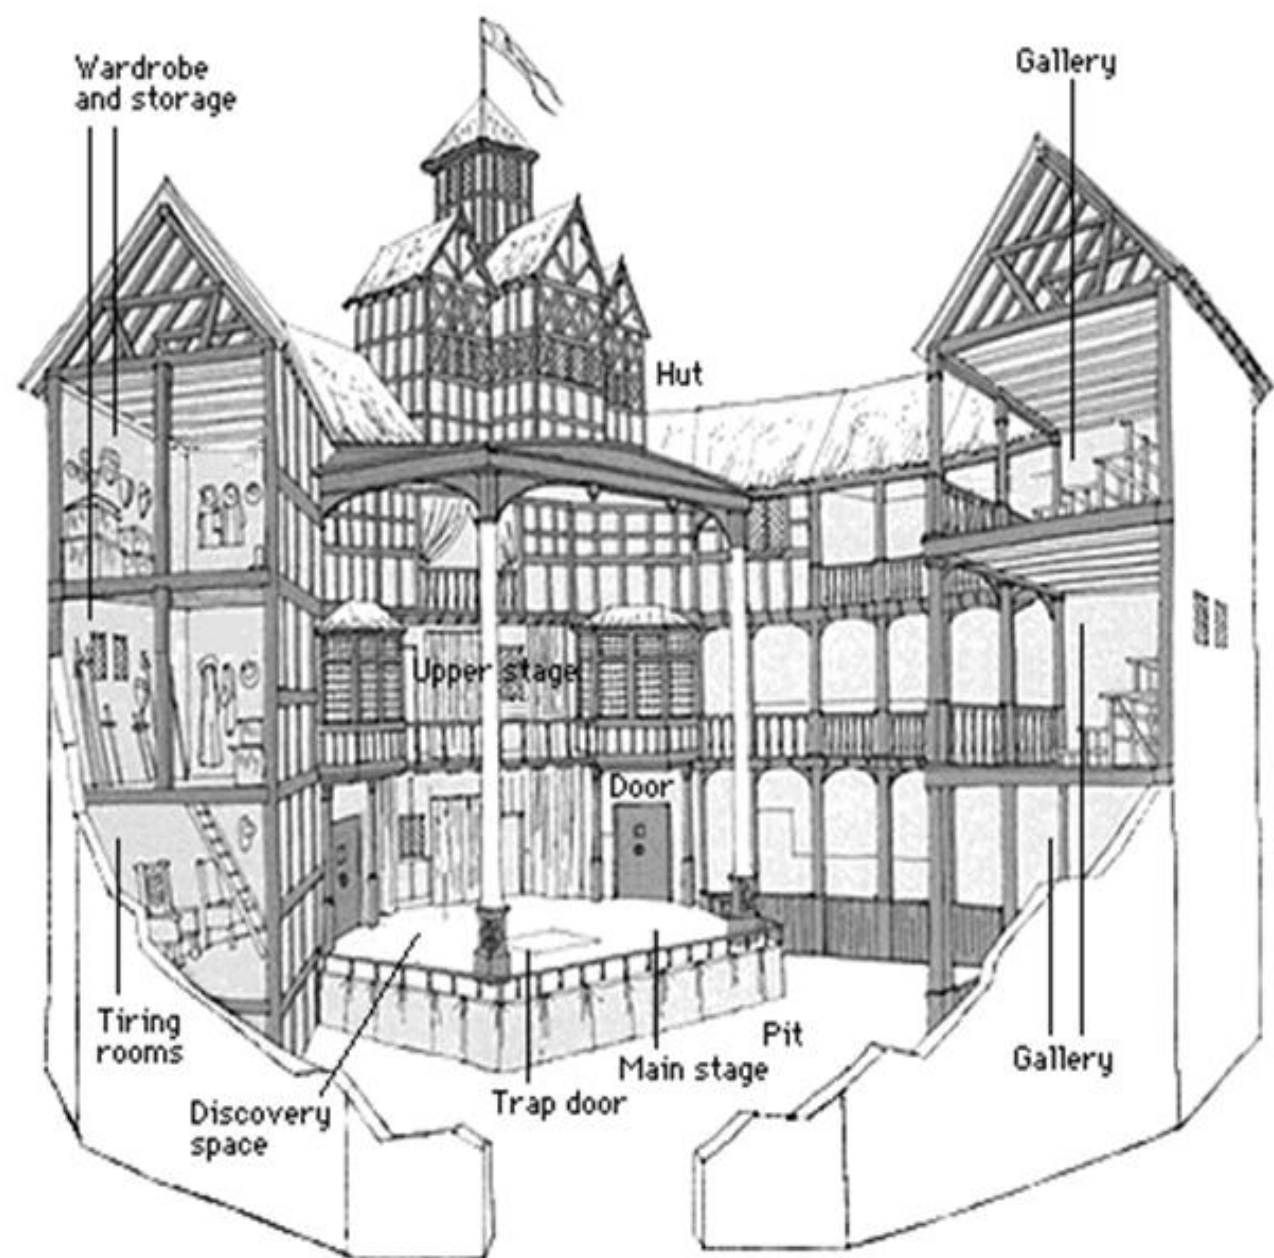 Wardrobe
and storage
Gallery
Hut
Upper stage
Door
Tiring
rooms
Discovery
space
Trap door
Main stage
Pit
Gallery